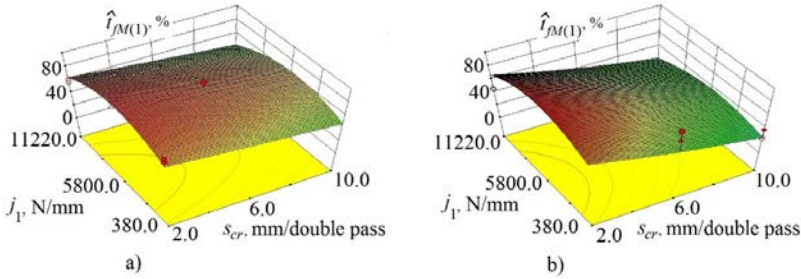 t̂fM(1), %
80
40
0
11220.0
5800.0
380.0
j1, N/mm
2.0
6.0
10.0
scr, mm/double pass
a)
t̂fM(1), %
80
40
0
11220.0
5800.0
380.0
j1, N/mm
2.0
6.0
10.0
scr, mm/double pass
b)